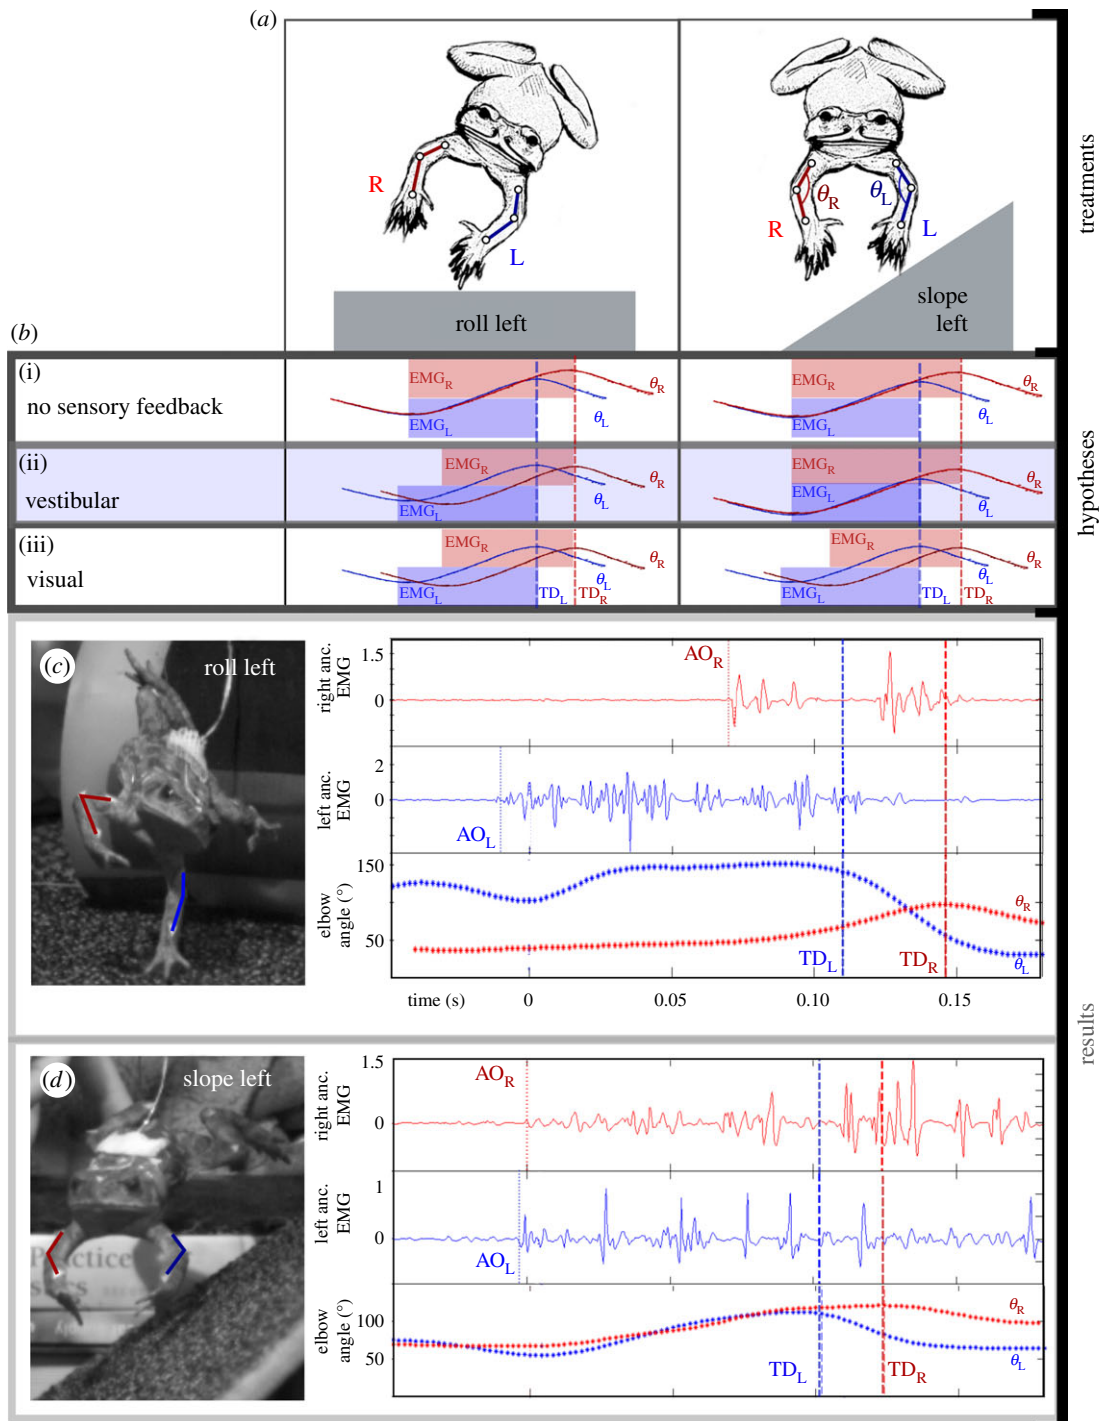 (a)
R
L
roll left
θR
θL
R
L
slope
left
treatments
(b)
(i)
no sensory feedback
EMGR
EMGL
θR
θL
EMGR
EMGL
θR
θL
(ii)
vestibular
EMGR
EMGL
θR
θL
EMGR
EMGL
θR
θL
(iii)
visual
EMGR
EMGL
θR
θL
TDL
TDR
EMGR
EMGL
θR
θL
TDL
TDR
hypotheses
(c)
roll left
right anc.
EMG
1.5
0
AOR
left anc.
EMG
2
0
AOL
elbow
angle (°)
150
50
θR
θL
TDL
TDR
time (s)
0
0.05
0.10
0.15
results
(d)
slope left
Practice
right anc.
EMG
1.5
0
AOR
left anc.
EMG
1
0
AOL
elbow
angle (°)
100
50
θR
θL
TDL
TDR